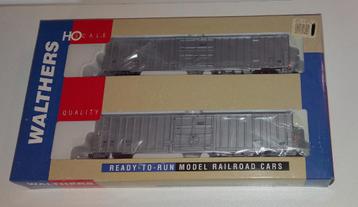 WALTHERS
HO
SCALE
QUALITY
READY-TO-RUN MODEL RAILROAD CARS